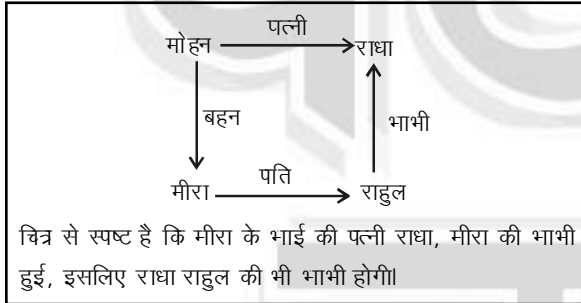 मोहन पत्नी राधा
बहन भाभी
मीरा पति राहुल
चित्र से स्पष्ट है कि मीरा के भाई की पत्नी राधा, मीरा की भाभी
हुई, इसलिए राधा राहुल की भी भाभी होगी।